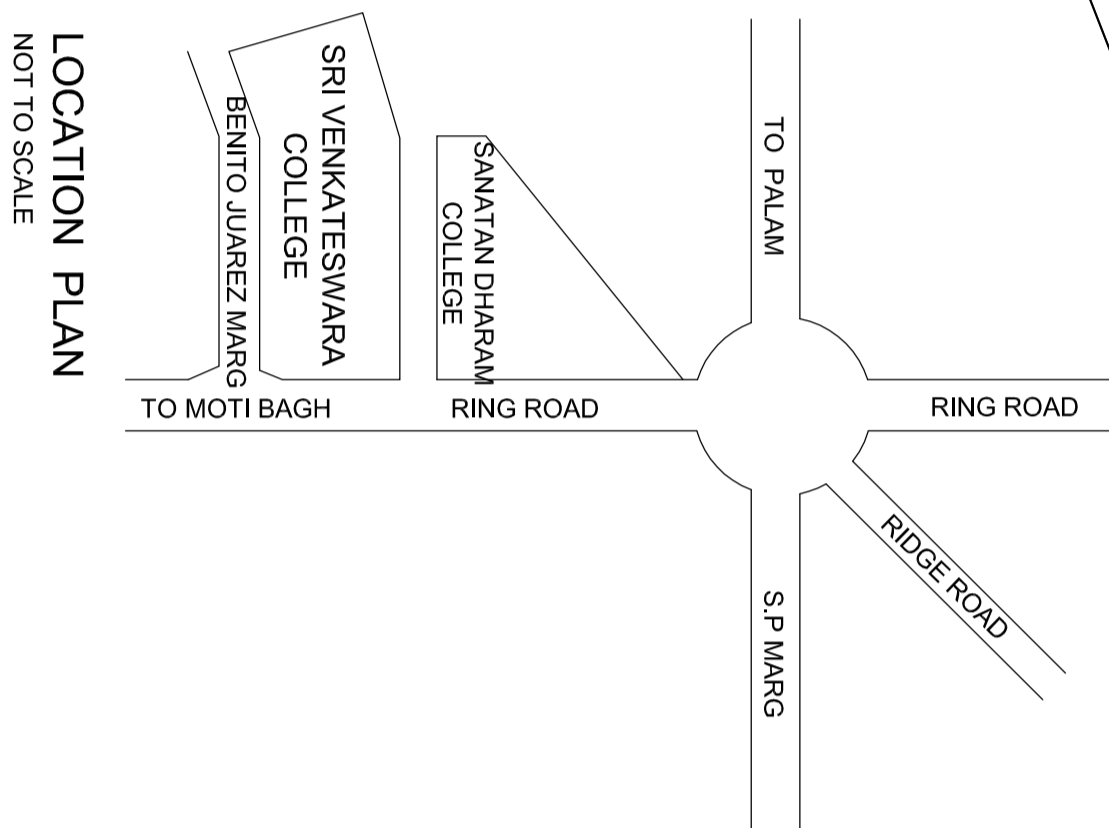 LOCATION PLAN
NOT TO SCALE
SRI VENKATESWARA
COLLEGE
BENITO JUAREZ MARG
SANATAN DHARAM
COLLEGE
TO PALAM
TO MOTI BAGH
RING ROAD
RING ROAD
RIDGE ROAD
S.P MARG